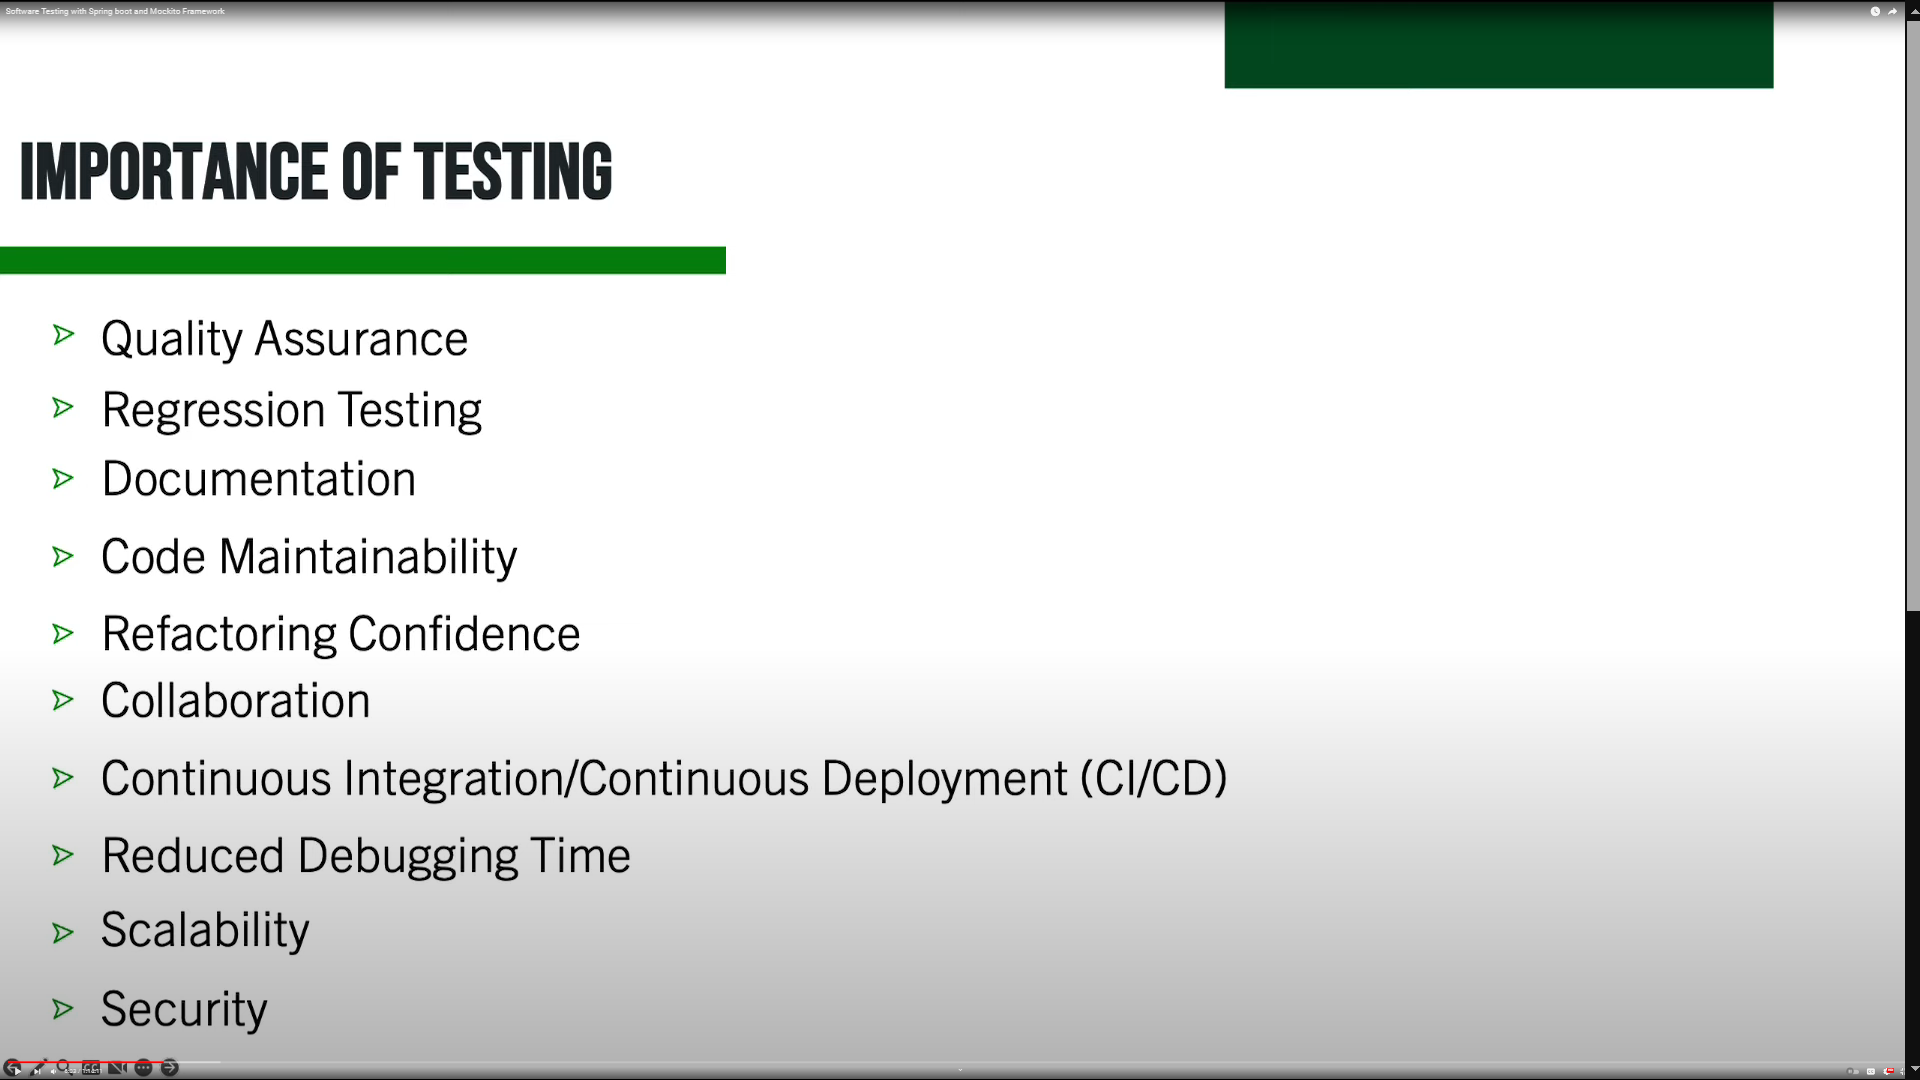 Software Testing with Spring boot and Mockito Framework
IMPORTANCE OF TESTING
Quality Assurance
Regression Testing
Documentation
Code Maintainability
Refactoring Confidence
Collaboration
Continuous Integration/Continuous Deployment (CI/CD)
Reduced Debugging Time
Scalability
Security